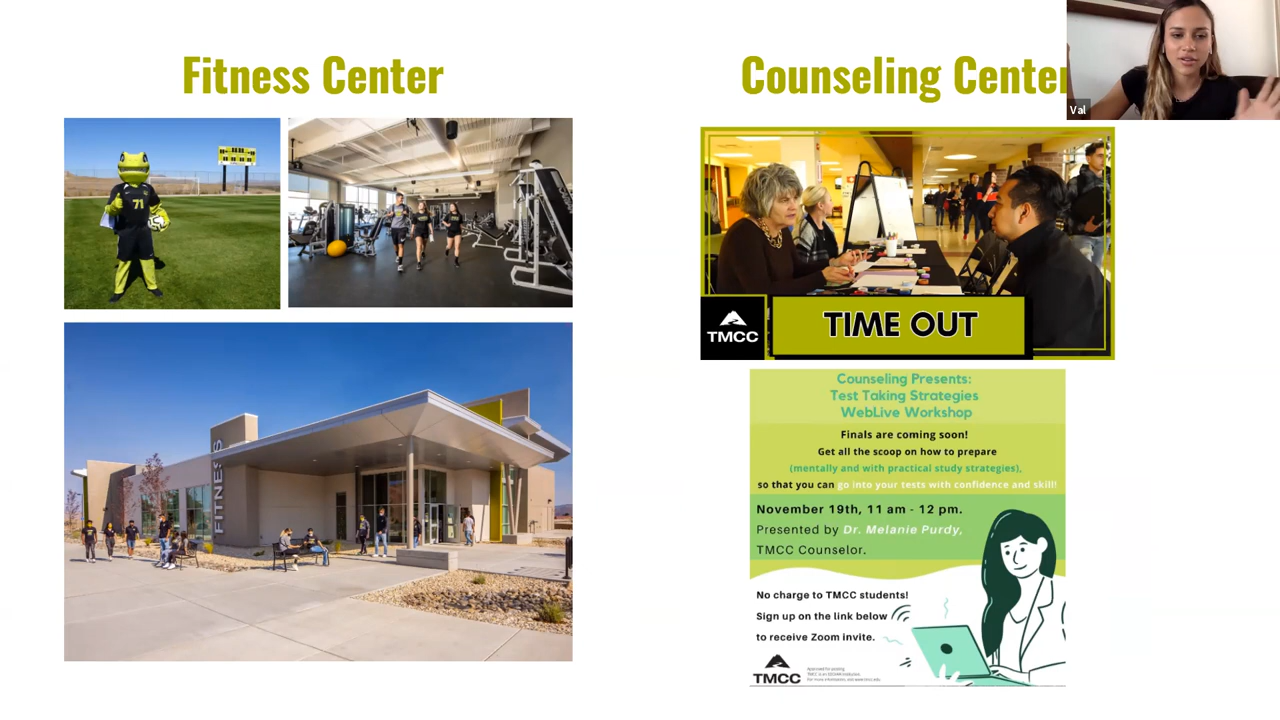 Fitness Center
Counseling Center
Val
71
FITNESS
TIME OUT
TMCC
Counseling Presents:
Test Taking Strategies
WebLive Workshop
Finals are coming soon!
Get all the scoop on how to prepare
(mentally and with practical study strategies),
so that you can go into your tests with confidence and skill!
November 19th, 11 am - 12 pm.
Presented by Dr. Melanie Purdy,
TMCC Counselor.
No charge to TMCC students!
Sign up on the link below
to receive Zoom invite.
TMCC